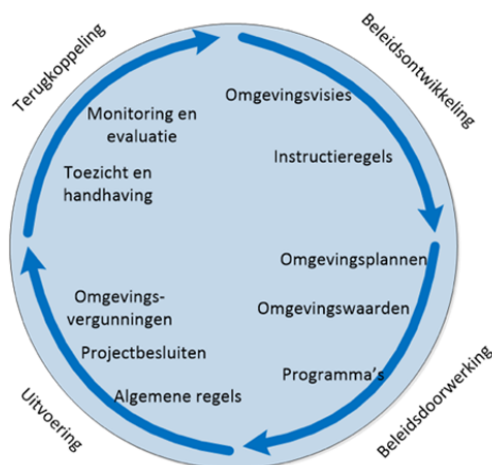 Terugkoppeling
Beleidsontwikkeling
Omgevingsvisies
Monitoring en
evaluatie
Instructieregels
Toezicht en
handhaving
Omgevingsplannen
Omgevings-
vergunningen
Omgevingswaarden
Projectbesluiten
Programma's
Algemene regels
Uitvoering
Beleidsdoorwerking